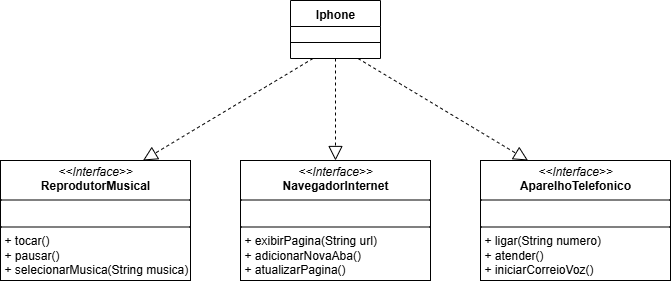 Iphone
<<Interface>>
ReprodutorMusical
+ tocar()
+ pausar()
+ selecionarMusica(String musica)
<<Interface>>
NavegadorInternet
+ exibirPagina(String url)
+ adicionarNovaAba()
+ atualizarPagina()
<<Interface>>
AparelhoTelefonico
+ ligar(String numero)
+ atender()
+ iniciarCorreioVoz()